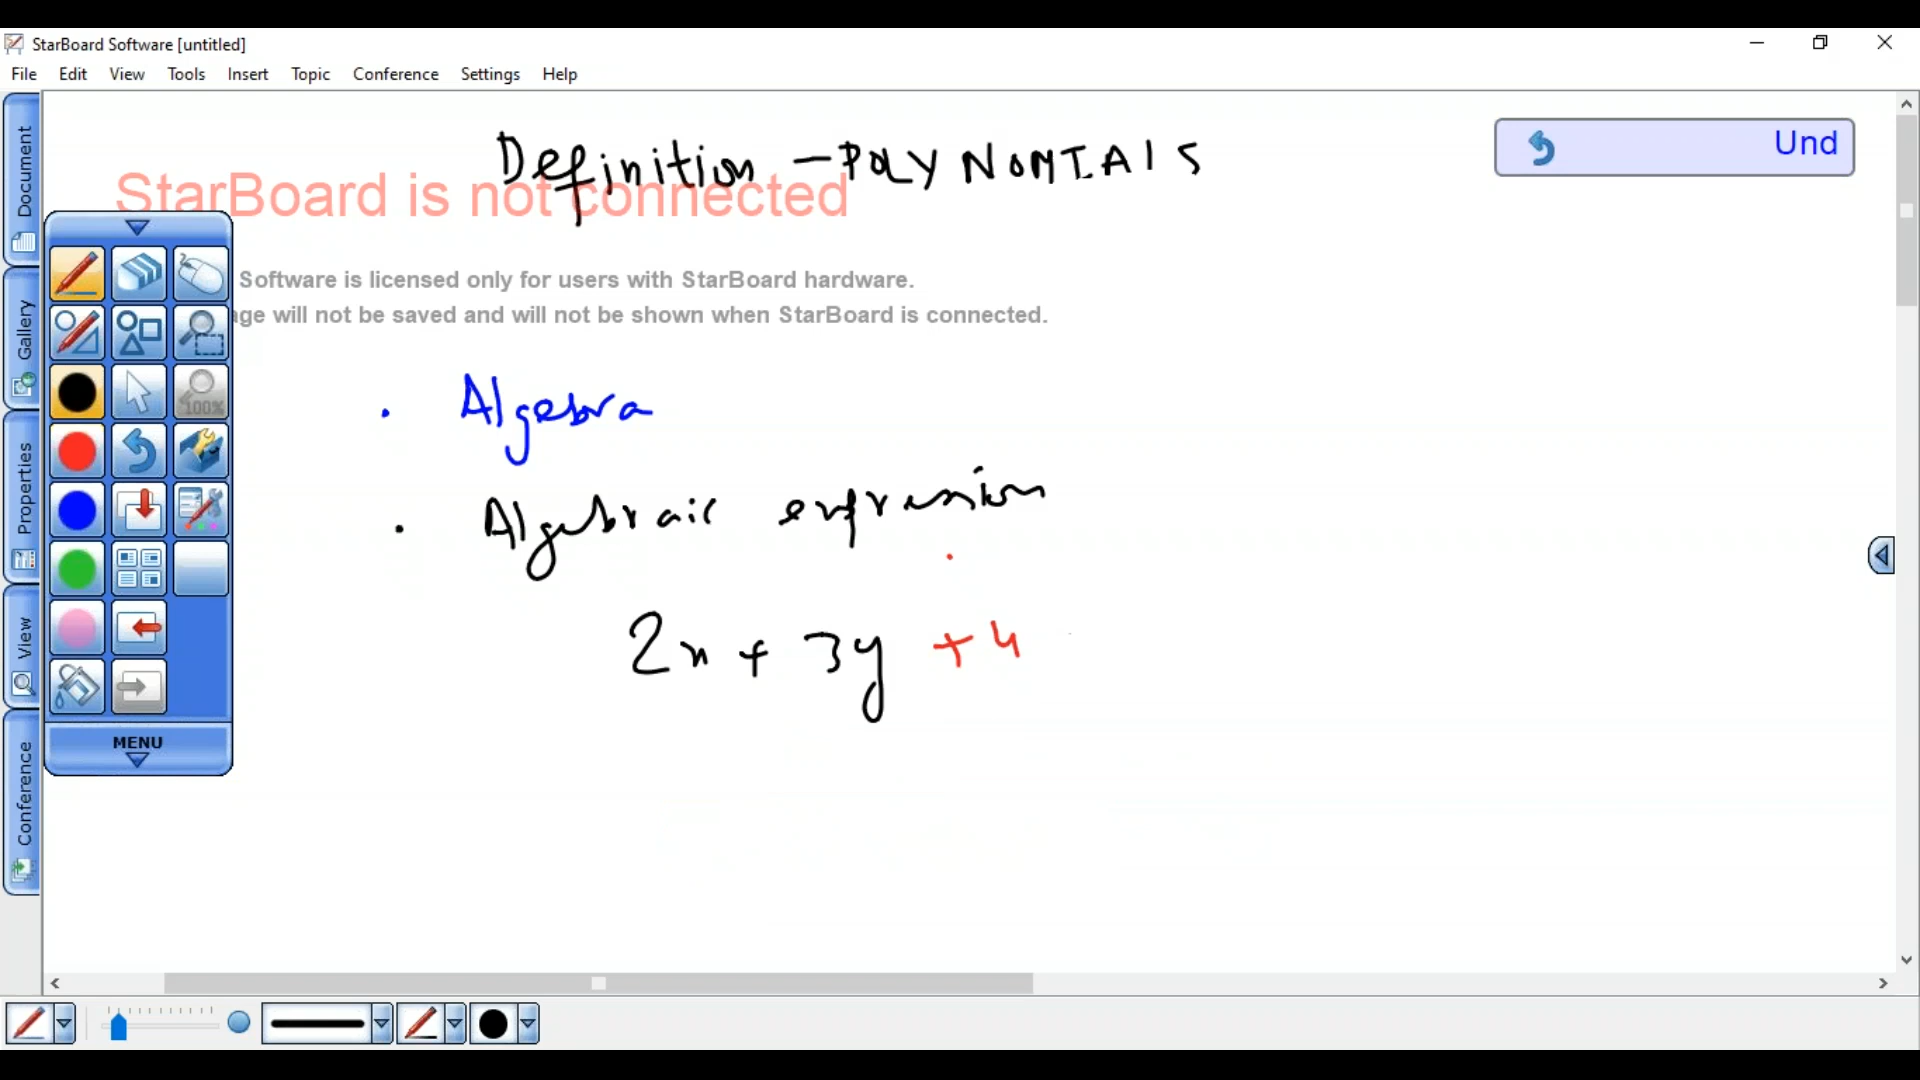 StarBoard Software [untitled]
File Edit View Tools Insert Topic Conference Settings Help
Definition - POLYNOMIALS
Und
StarBoard is not connected
Software is licensed only for users with StarBoard hardware.
age will not be saved and will not be shown when StarBoard is connected.
Document
Gallery
Properties
View
Conference
100%
MENU
. Algebra
. Algebraic expression
2x + 3y + 4